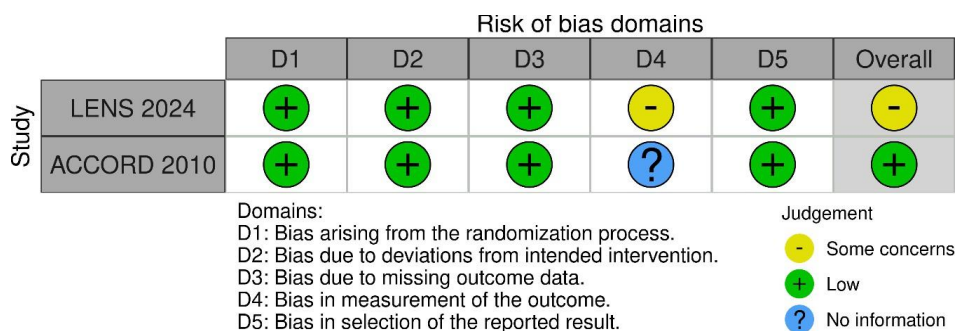 Risk of bias domains
D1 D2 D3 D4 D5 Overall
Study
LENS 2024 + + + - + -
ACCORD 2010 + + + ? + +
Domains:
D1: Bias arising from the randomization process.
D2: Bias due to deviations from intended intervention.
D3: Bias due to missing outcome data.
D4: Bias in measurement of the outcome.
D5: Bias in selection of the reported result.
Judgement
- Some concerns
+ Low
? No information